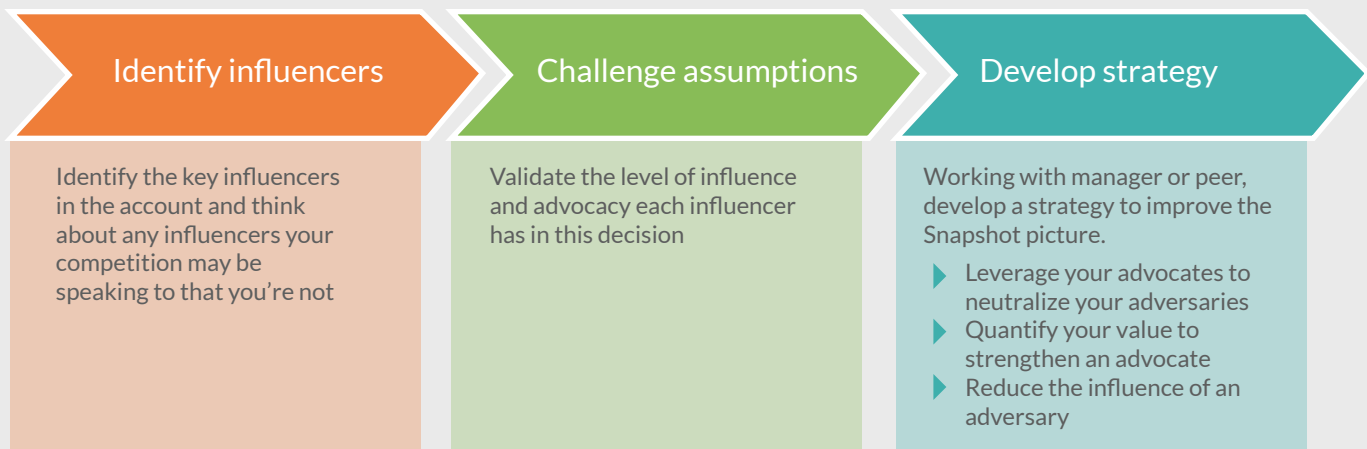 Identify influencers
Identify the key influencers
in the account and think
about any influencers your
competition may be
speaking to that you’re not
Challenge assumptions
Validate the level of influence
and advocacy each influencer
has in this decision
Develop strategy
Working with manager or peer,
develop a strategy to improve the
Snapshot picture.
Leverage your advocates to
neutralize your adversaries
Quantify your value to
strengthen an advocate
Reduce the influence of an
adversary